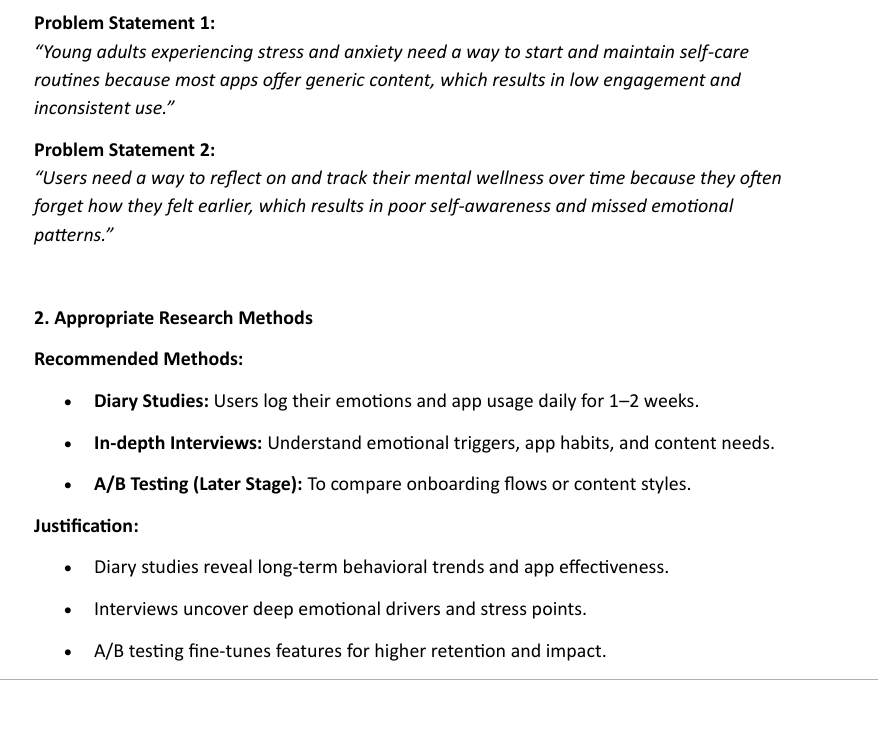 Problem Statement 1:
“Young adults experiencing stress and anxiety need a way to start and maintain self-care
routines because most apps offer generic content, which results in low engagement and
inconsistent use.”
Problem Statement 2:
“Users need a way to reflect on and track their mental wellness over time because they often
forget how they felt earlier, which results in poor self-awareness and missed emotional
patterns.”
2. Appropriate Research Methods
Recommended Methods:
• Diary Studies: Users log their emotions and app usage daily for 1–2 weeks.
• In-depth Interviews: Understand emotional triggers, app habits, and content needs.
• A/B Testing (Later Stage): To compare onboarding flows or content styles.
Justification:
• Diary studies reveal long-term behavioral trends and app effectiveness.
• Interviews uncover deep emotional drivers and stress points.
• A/B testing fine-tunes features for higher retention and impact.